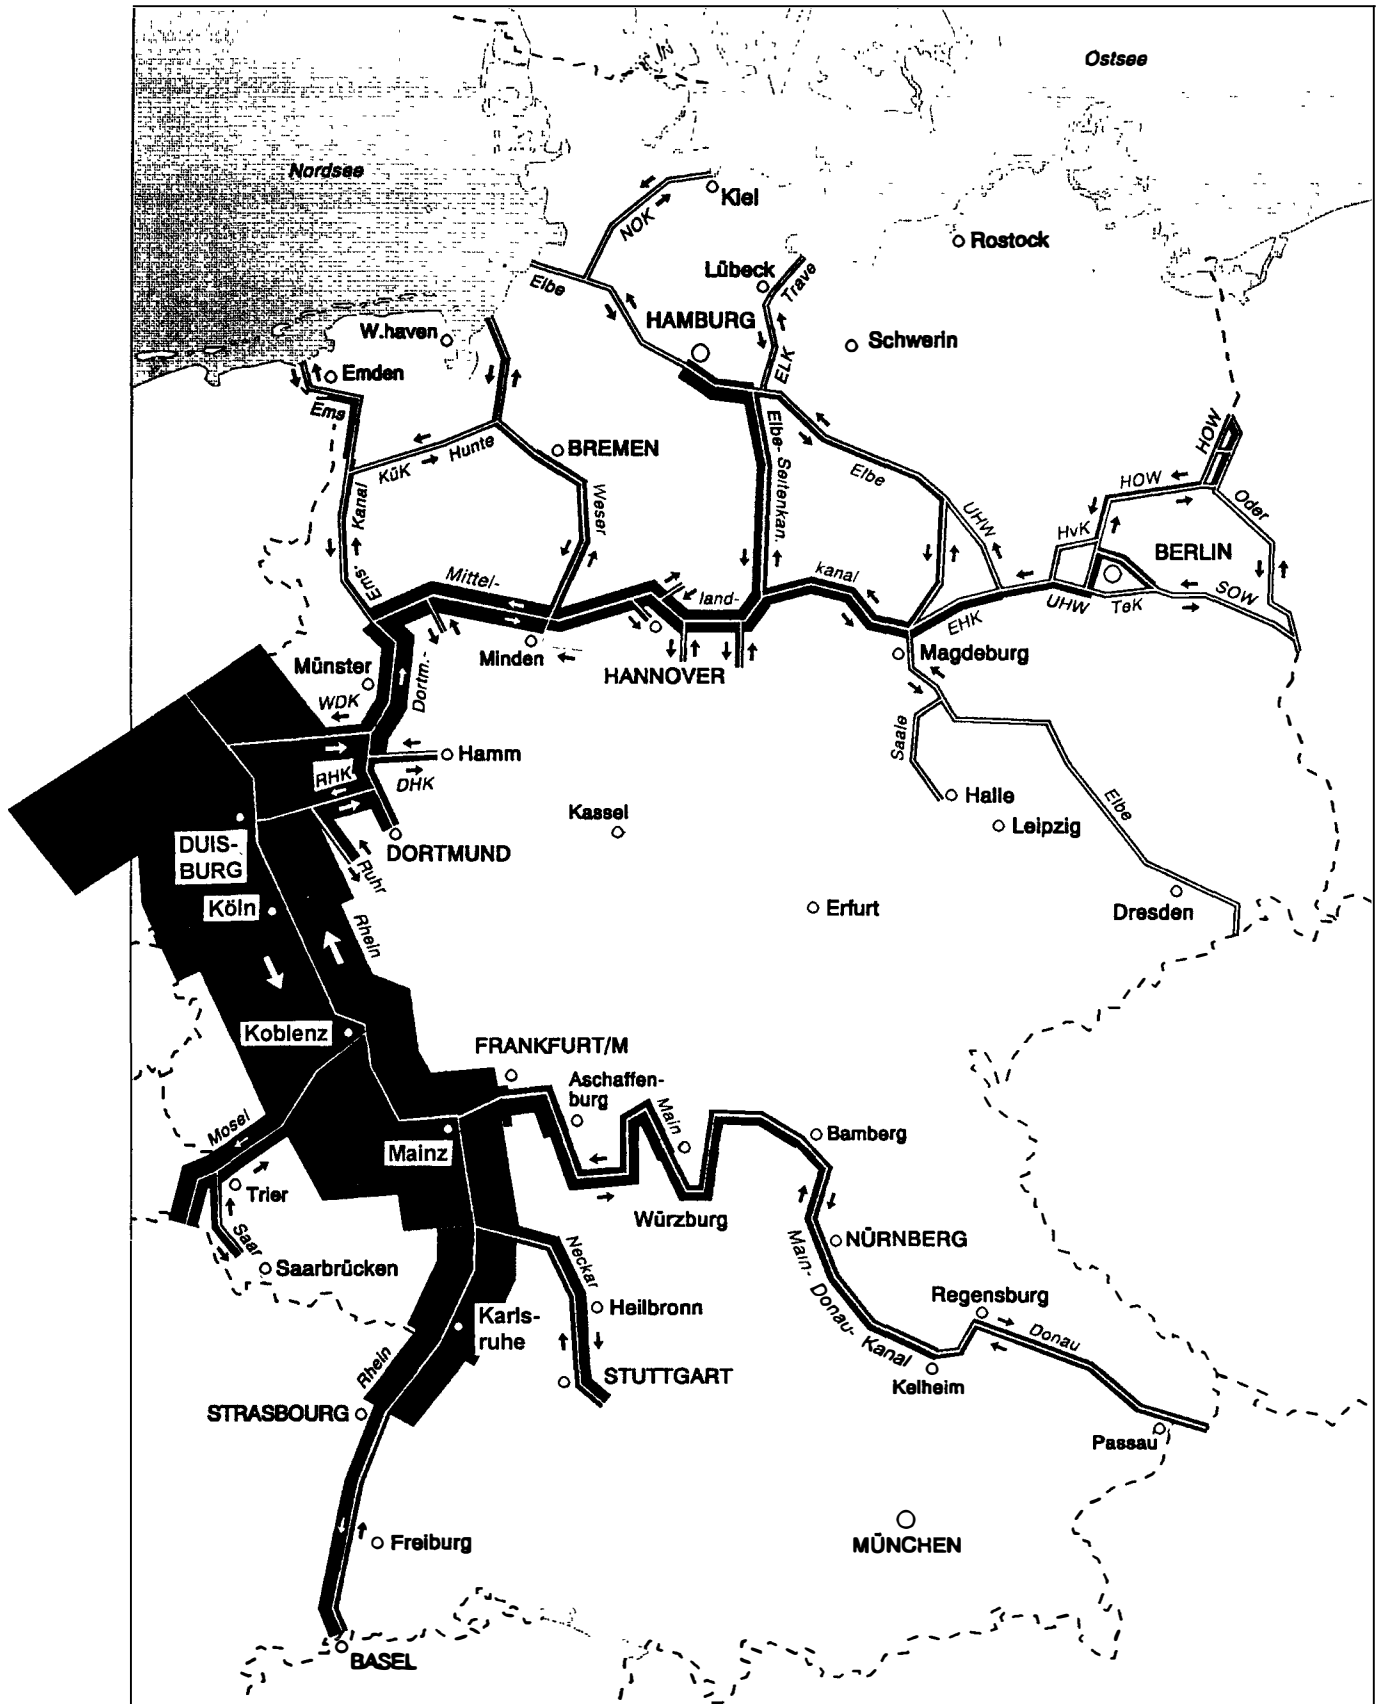 Ostsee
Nordsee
Kiel
NOK
Rostock
Lübeck
Trave
Elbe
HAMBURG
W.haven
Schwerin
ELK
Emden
Ems
HOW
BREMEN
Hunte
KüK
Elbe-Seitenkan.
Elbe
HOW
Kanal
Weser
Oder
UHW
HvK
BERLIN
Ems-
Mittel-
kanal
land-
SOW
UHW
TeK
EHK
Minden
Magdeburg
Münster
HANNOVER
Dortm.-
WDK
Saale
Hamm
RHK
DHK
Halle
Elbe
Kassel
Leipzig
DUIS-
BURG
DORTMUND
Ruhr
Köln
Erfurt
Dresden
Rhein
Koblenz
FRANKFURT/M
Aschaffen-
burg
Main
Mosel
Mainz
Bamberg
Trier
Würzburg
Saar
Neckar
NÜRNBERG
Main-Donau-Kanal
Saarbrücken
Regensburg
Karls-
ruhe
Heilbronn
Donau
Rhein
STUTTGART
Kelheim
STRASBOURG
Passau
Freiburg
MÜNCHEN
BASEL